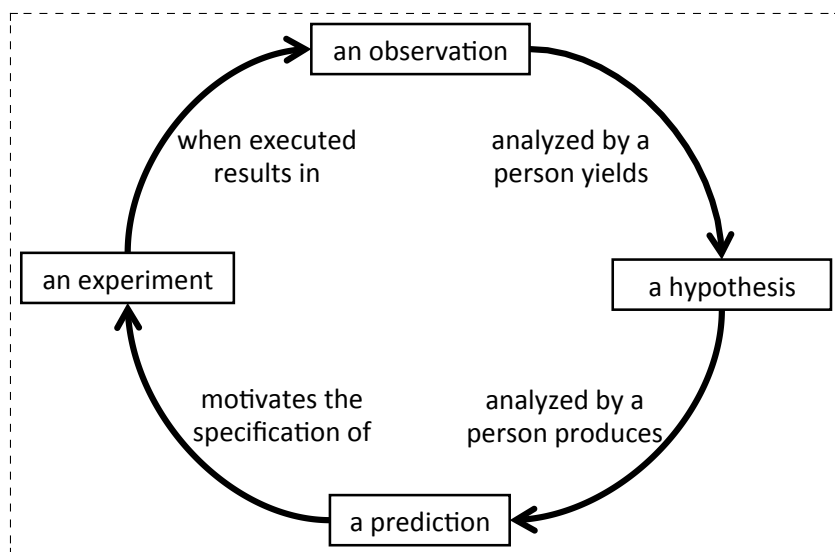 an observation
when executed
results in
analyzed by a
person yields
an experiment
a hypothesis
motivates the
specification of
analyzed by a
person produces
a prediction